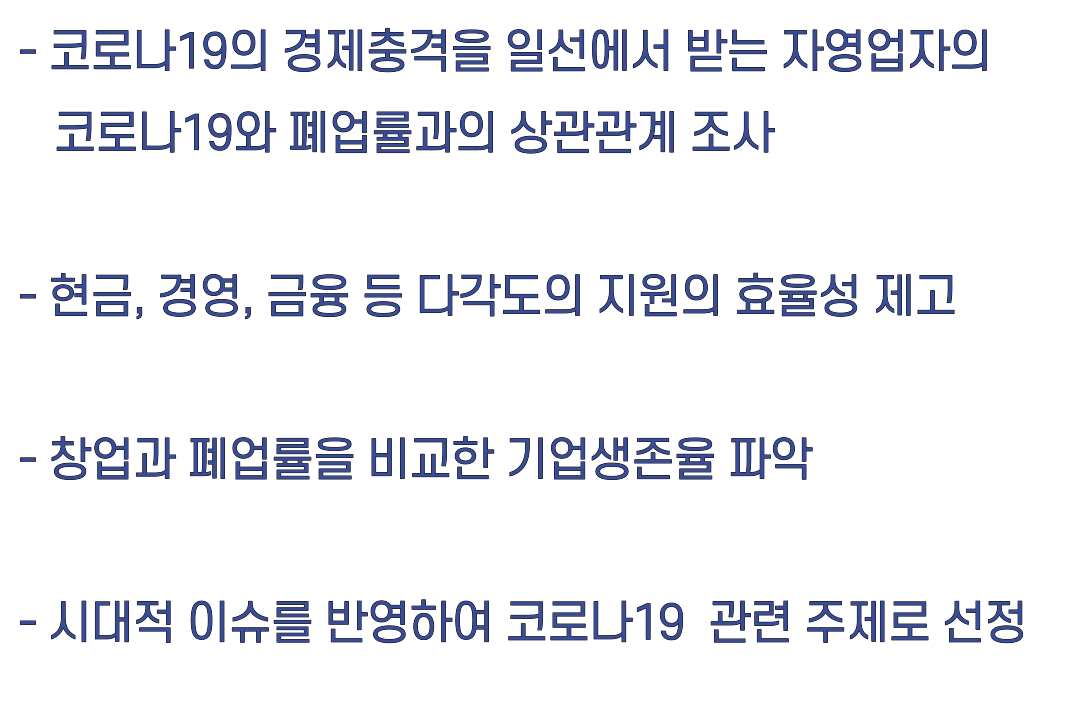 - 코로나19의 경제충격을 일선에서 받는 자영업자의
코로나19와 폐업률과의 상관관계 조사
- 현금, 경영, 금융 등 다각도의 지원의 효율성 제고
- 창업과 폐업률을 비교한 기업생존율 파악
- 시대적 이슈를 반영하여 코로나19 관련 주제로 선정